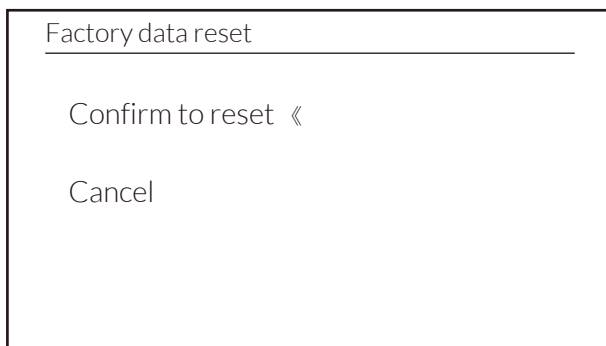 Factory data reset
Confirm to reset 《
Cancel